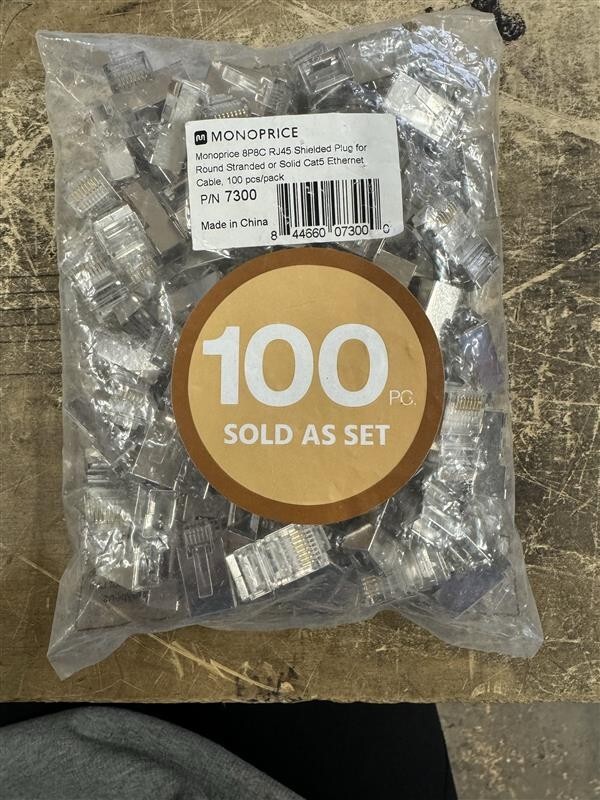 MONOPRICE
Monoprice 8P8C RJ45 Shielded Plug for
Round Stranded or Solid Cat5 Ethernet
Cable, 100 pcs/pack
P/N 7300
Made in China
8 44660 07300 0
100 PC.
SOLD AS SET